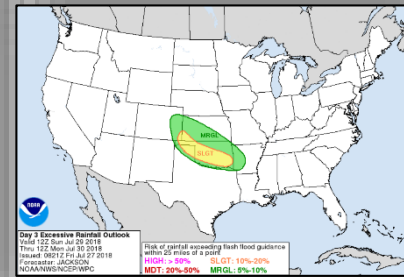 MRGL
SLGT
NOAA
Day 3 Excessive Rainfall Outlook
Valid 12Z Sun Jul 29 2018
Thru 12Z Mon Jul 30 2018
Issued: 0821Z Fri Jul 27 2018
Forecaster: JACKSON
NOAA/NWS/NCEP/WPC
Risk of rainfall exceeding flash flood guidance
within 25 miles of a point
HIGH: > 50% SLGT: 10%-20%
MDT: 20%-50% MRGL: 5%-10%